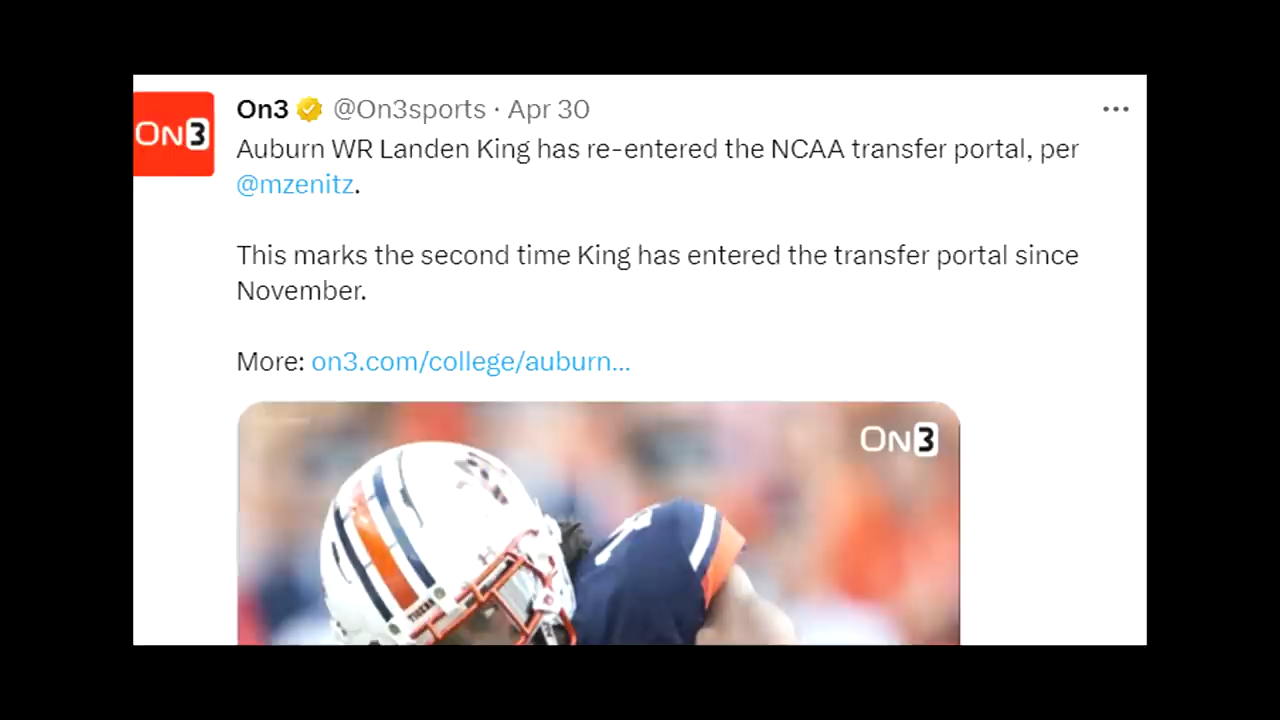 On3 @On3sports · Apr 30
ON3
Auburn WR Landen King has re-entered the NCAA transfer portal, per
@mzenitz.
This marks the second time King has entered the transfer portal since
November.
More: on3.com/college/auburn...
ON3
TIGERS